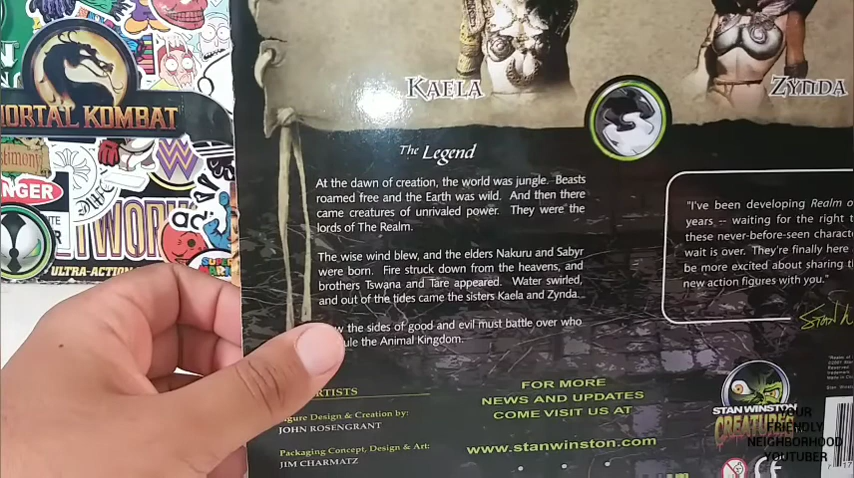 MORTAL KOMBAT
KAELA
ZYNDA
The Legend
At the dawn of creation, the world was jungle. Beasts
roamed free and the Earth was wild. And then there
came creatures of unrivaled power. They were the
lords of The Realm.
The wise wind blew, and the elders Nakuru and Sabyr
were born. Fire struck down from the heavens, and
brothers Tswana and Tare appeared. Water swirled,
and out of the tides came the sisters Kaela and Zynda.
the sides of good and evil must battle over who
rule the Animal Kingdom.
"I've been developing Realm o
years -- waiting for the right t
these never-before-seen charact
wait is over. They're finally here
be more excited about sharing
new action figures with you."
ARTISTS
Figure Design & Creation by:
JOHN ROSENGRANT
Packaging Concept, Design & Art:
JIM CHARMATZ
FOR MORE
NEWS AND UPDATES
COME VISIT US AT
www.stanwinston.com
STAN WINSTON
CREATURES
YOUR
FRIENDLY
NEIGHBORHOOD
YOUTUBER
NGER
TWOR
ULTRA-ACTION